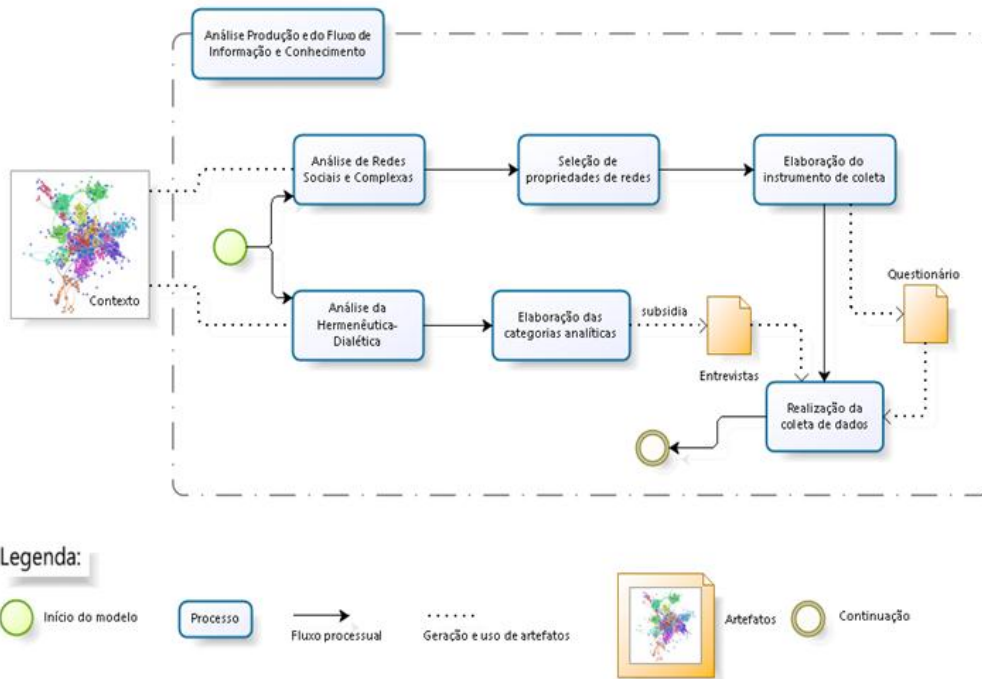 Análise Produção e do Fluxo de
Informação e Conhecimento
Análise de Redes
Sociais e Complexas
Seleção de
propriedades de redes
Elaboração do
instrumento de coleta
Contexto
Questionário
Análise da
Hermenêutica-
Dialética
Elaboração das
categorias analíticas
subsidia
Entrevistas
Realização da
coleta de dados
Legenda:
Início do modelo
Processo
Fluxo processual
Geração e uso de artefatos
Artefatos
Continuação